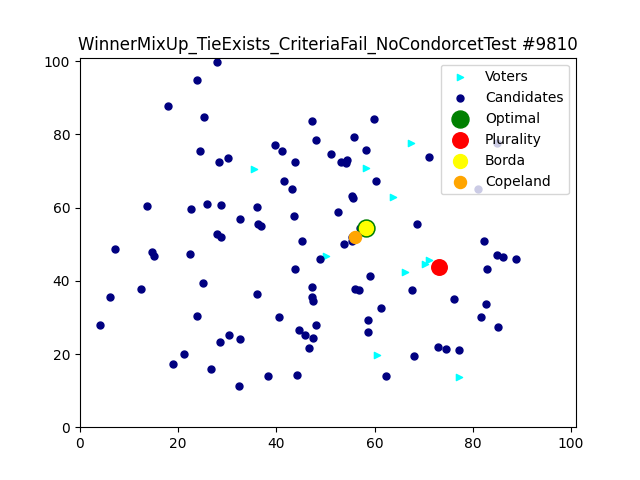 WinnerMixUp_TieExists_CriteriaFail_NoCondorcetTest #9810
100
80
60
40
20
0
0 20 40 60 80 100
Voters
Candidates
Optimal
Plurality
Borda
Copeland